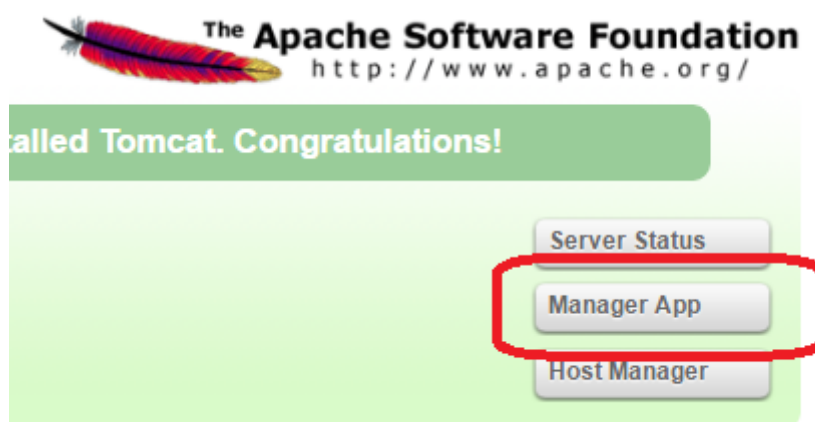 The Apache Software Foundation
http://www.apache.org/
talled Tomcat. Congratulations!
Server Status
Manager App
Host Manager